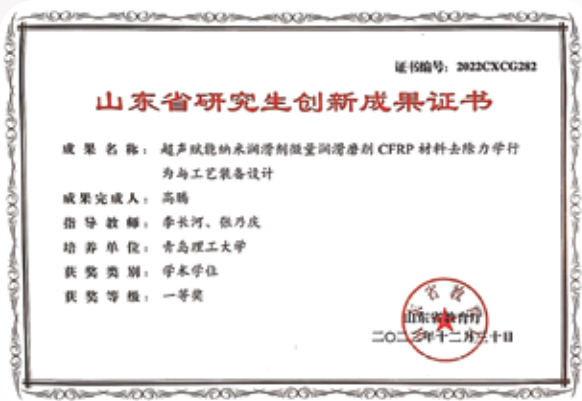 证书编号：2022CXCG282
山东省研究生创新成果证书
成果名称：超声赋能纳米润滑剂微量润滑磨削 CFRP 材料去除力学行
为与工艺装备设计
成果完成人：高腾
指导教师：李长河、张乃庆
培养单位：青岛理工大学
获奖类别：学术学位
获奖等级：一等奖
山东省教育厅
二〇二二年十二月三十日